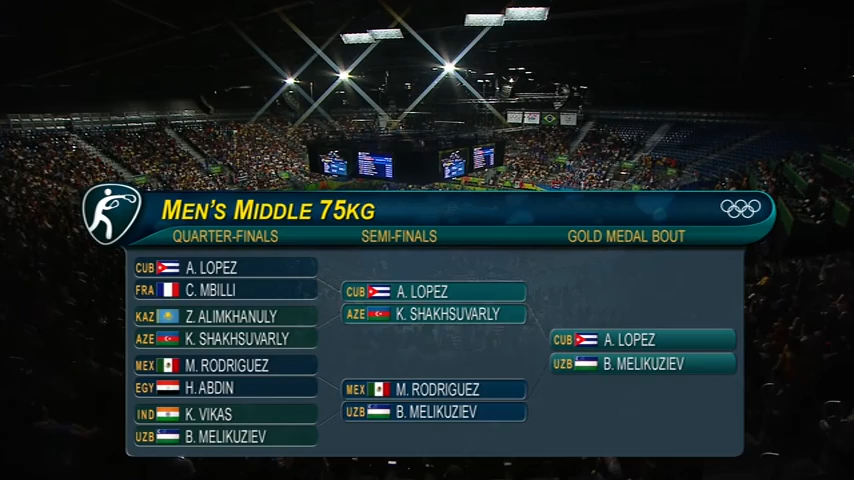 MEN'S MIDDLE 75KG
QUARTER-FINALS SEMI-FINALS GOLD MEDAL BOUT
CUB A. LOPEZ
FRA C. MBILLI
KAZ Z. ALIMKHANULY
AZE K. SHAKHSUVARLY
MEX M. RODRIGUEZ
EGY H. ABDIN
IND K. VIKAS
UZB B. MELIKUZIEV
CUB A. LOPEZ
AZE K. SHAKHSUVARLY
MEX M. RODRIGUEZ
UZB B. MELIKUZIEV
CUB A. LOPEZ
UZB B. MELIKUZIEV